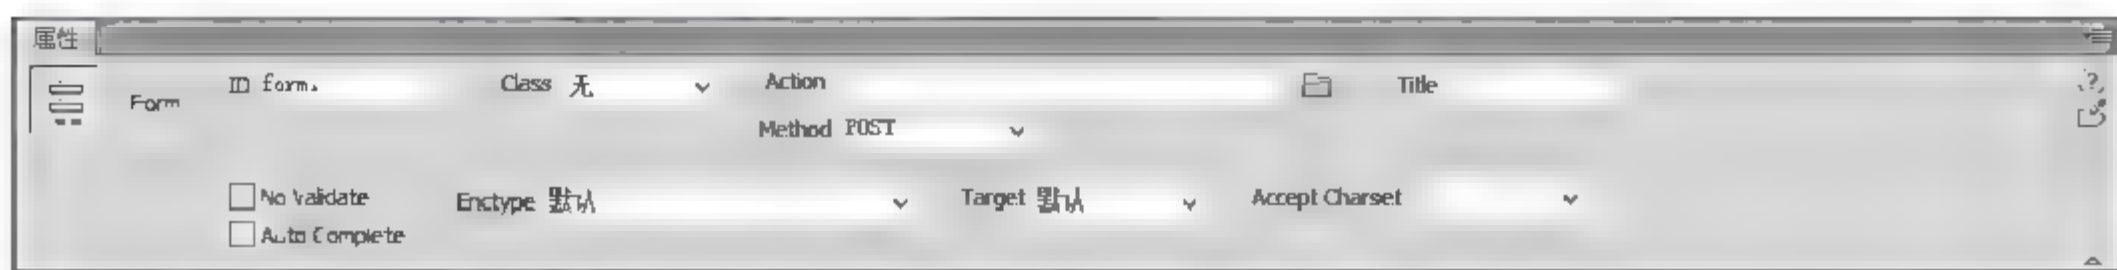 属性
Form ID form Class 无 Action Title
Method POST
No Validate Enctype 默认 Target 默认 Accept Charset
Auto Complete